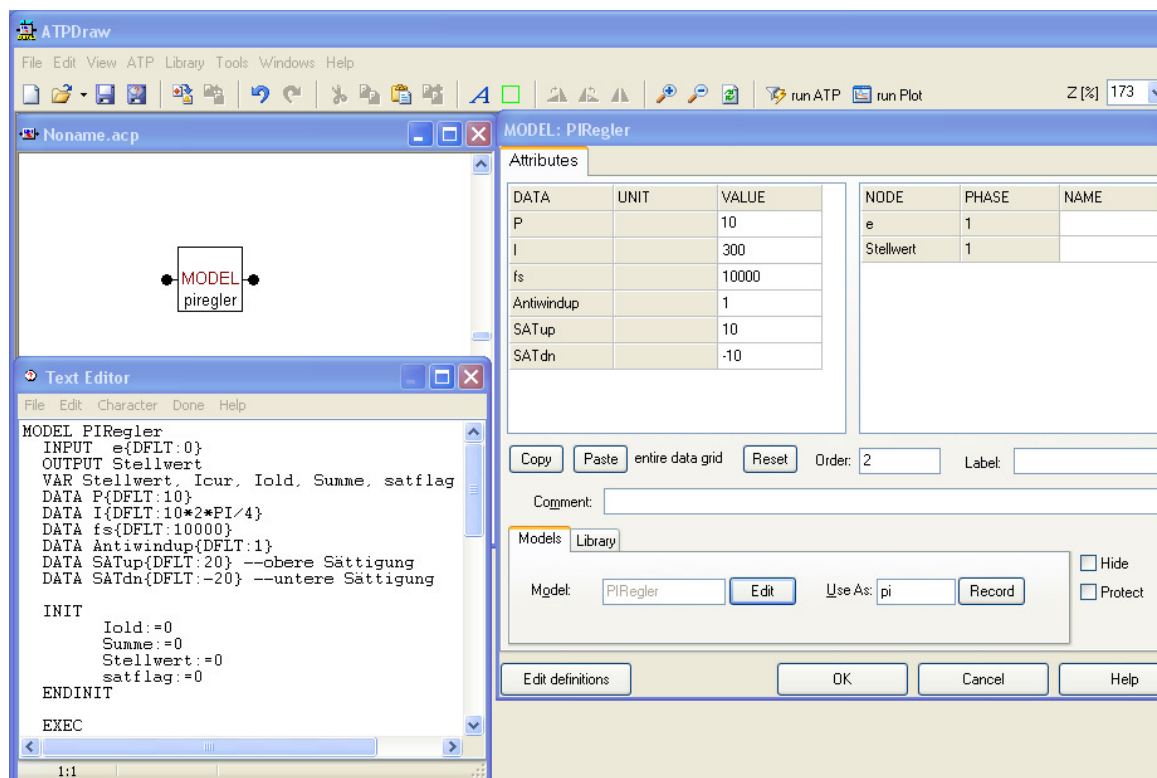 ATPDraw
File Edit View ATP Library Tools Windows Help
A run ATP run Plot Z [%] 173
Noname.acp
MODEL
piregler
Text Editor
File Edit Character Done Help
MODEL PIRegler
INPUT e{DFLT:0}
OUTPUT Stellwert
VAR Stellwert, Icur, Iold, Summe, satflag
DATA P{DFLT:10}
DATA I{DFLT:10*2*PI/4}
DATA fs{DFLT:10000}
DATA Antiwindup{DFLT:1}
DATA SATup{DFLT:20} --obere Sättigung
DATA SATdn{DFLT:-20} --untere Sättigung
INIT
Iold:=0
Summe:=0
Stellwert:=0
satflag:=0
ENDINIT
EXEC
1:1
MODEL: PIRegler
Attributes
DATA UNIT VALUE
P 10
I 300
fs 10000
Antiwindup 1
SATup 10
SATdn -10
NODE PHASE NAME
e 1
Stellwert 1
Copy Paste entire data grid Reset Order: 2 Label:
Comment:
Models Library
Model: PIRegler Edit Use As: pi Record
Hide
Protect
Edit definitions OK Cancel Help